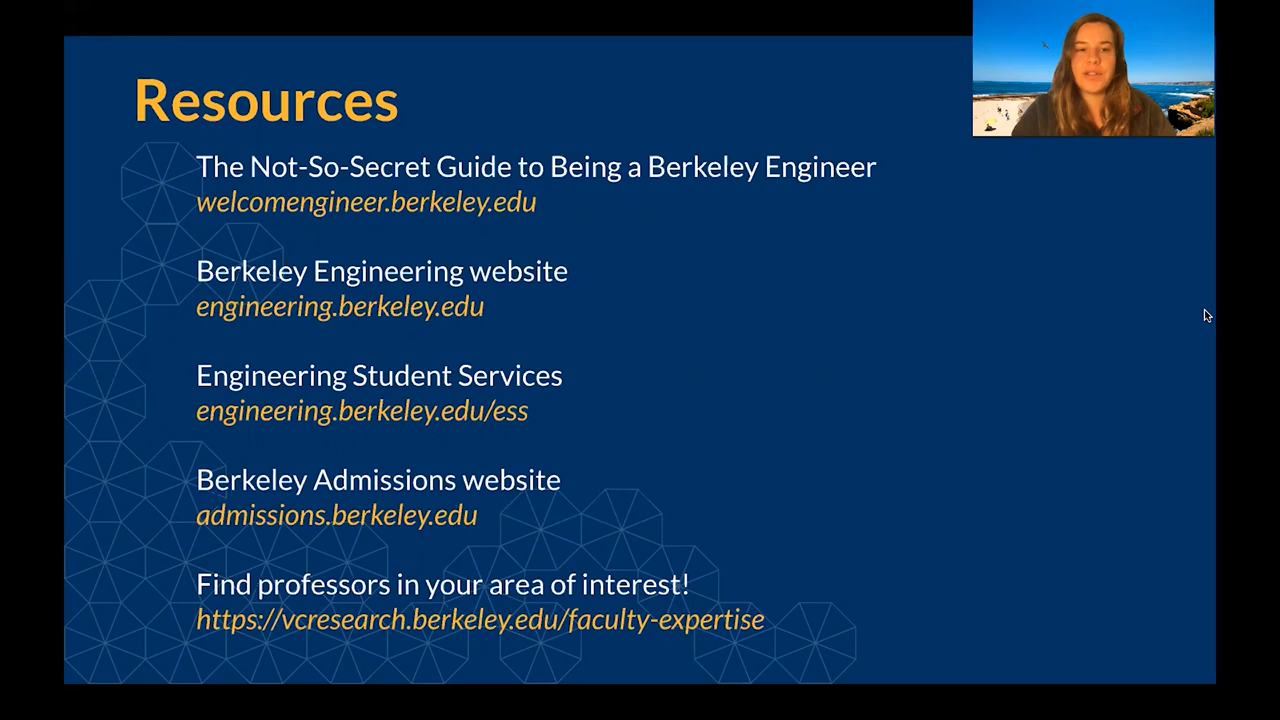 Resources
The Not-So-Secret Guide to Being a Berkeley Engineer
welcomengineer.berkeley.edu
Berkeley Engineering website
engineering.berkeley.edu
Engineering Student Services
engineering.berkeley.edu/ess
Berkeley Admissions website
admissions.berkeley.edu
Find professors in your area of interest!
https://vcresearch.berkeley.edu/faculty-expertise